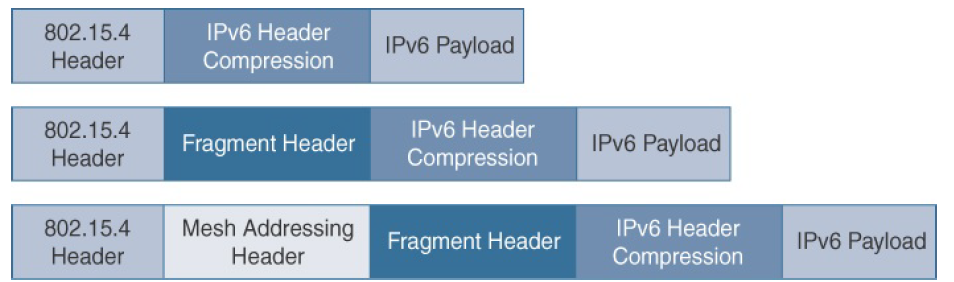 802.15.4
Header
IPv6 Header
Compression
IPv6 Payload
802.15.4
Header
Fragment Header
IPv6 Header
Compression
IPv6 Payload
802.15.4
Header
Mesh Addressing
Header
Fragment Header
IPv6 Header
Compression
IPv6 Payload